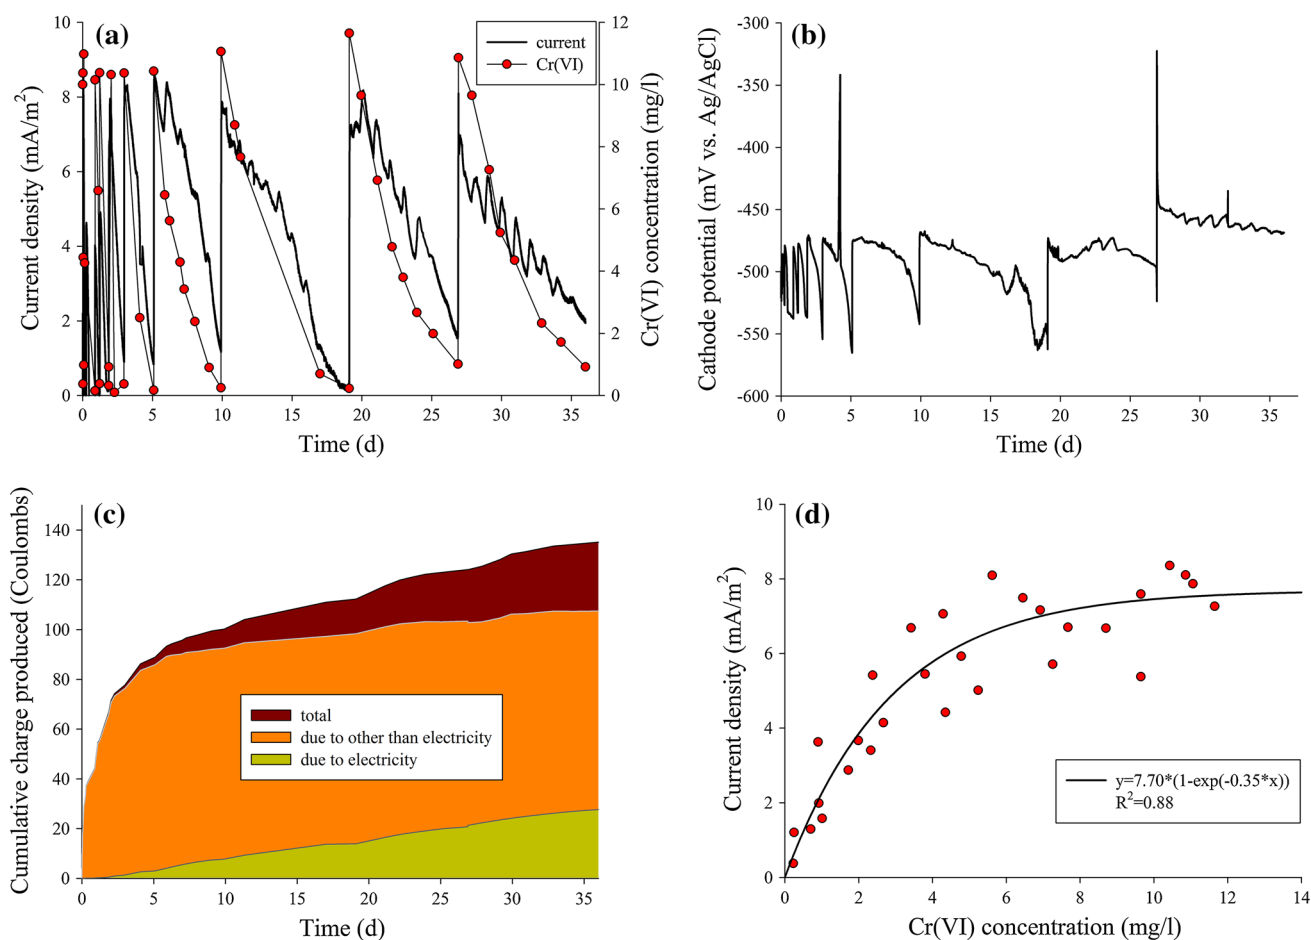 (a)
current
Cr(VI)
Current density (mA/m2)
10
8
6
4
2
0
Cr(VI) concentration (mg/l)
12
10
8
6
4
2
0
0 5 10 15 20 25 30 35
Time (d)
(b)
Cathode potential (mV vs. Ag/AgCl)
-300
-350
-400
-450
-500
-550
-600
0 5 10 15 20 25 30 35
Time (d)
(c)
Cumulative charge produced (Coulombs)
140
120
100
80
60
40
20
0
total
due to other than electricity
due to electricity
0 5 10 15 20 25 30 35
Time (d)
(d)
Current density (mA/m2)
10
8
6
4
2
0
y=7.70*(1-exp(-0.35*x))
R2=0.88
0 2 4 6 8 10 12 14
Cr(VI) concentration (mg/l)